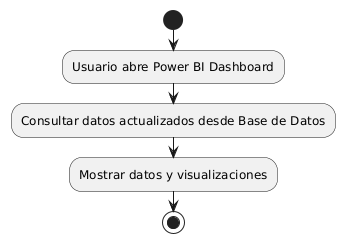 Usuario abre Power BI Dashboard
Consultar datos actualizados desde Base de Datos
Mostrar datos y visualizaciones